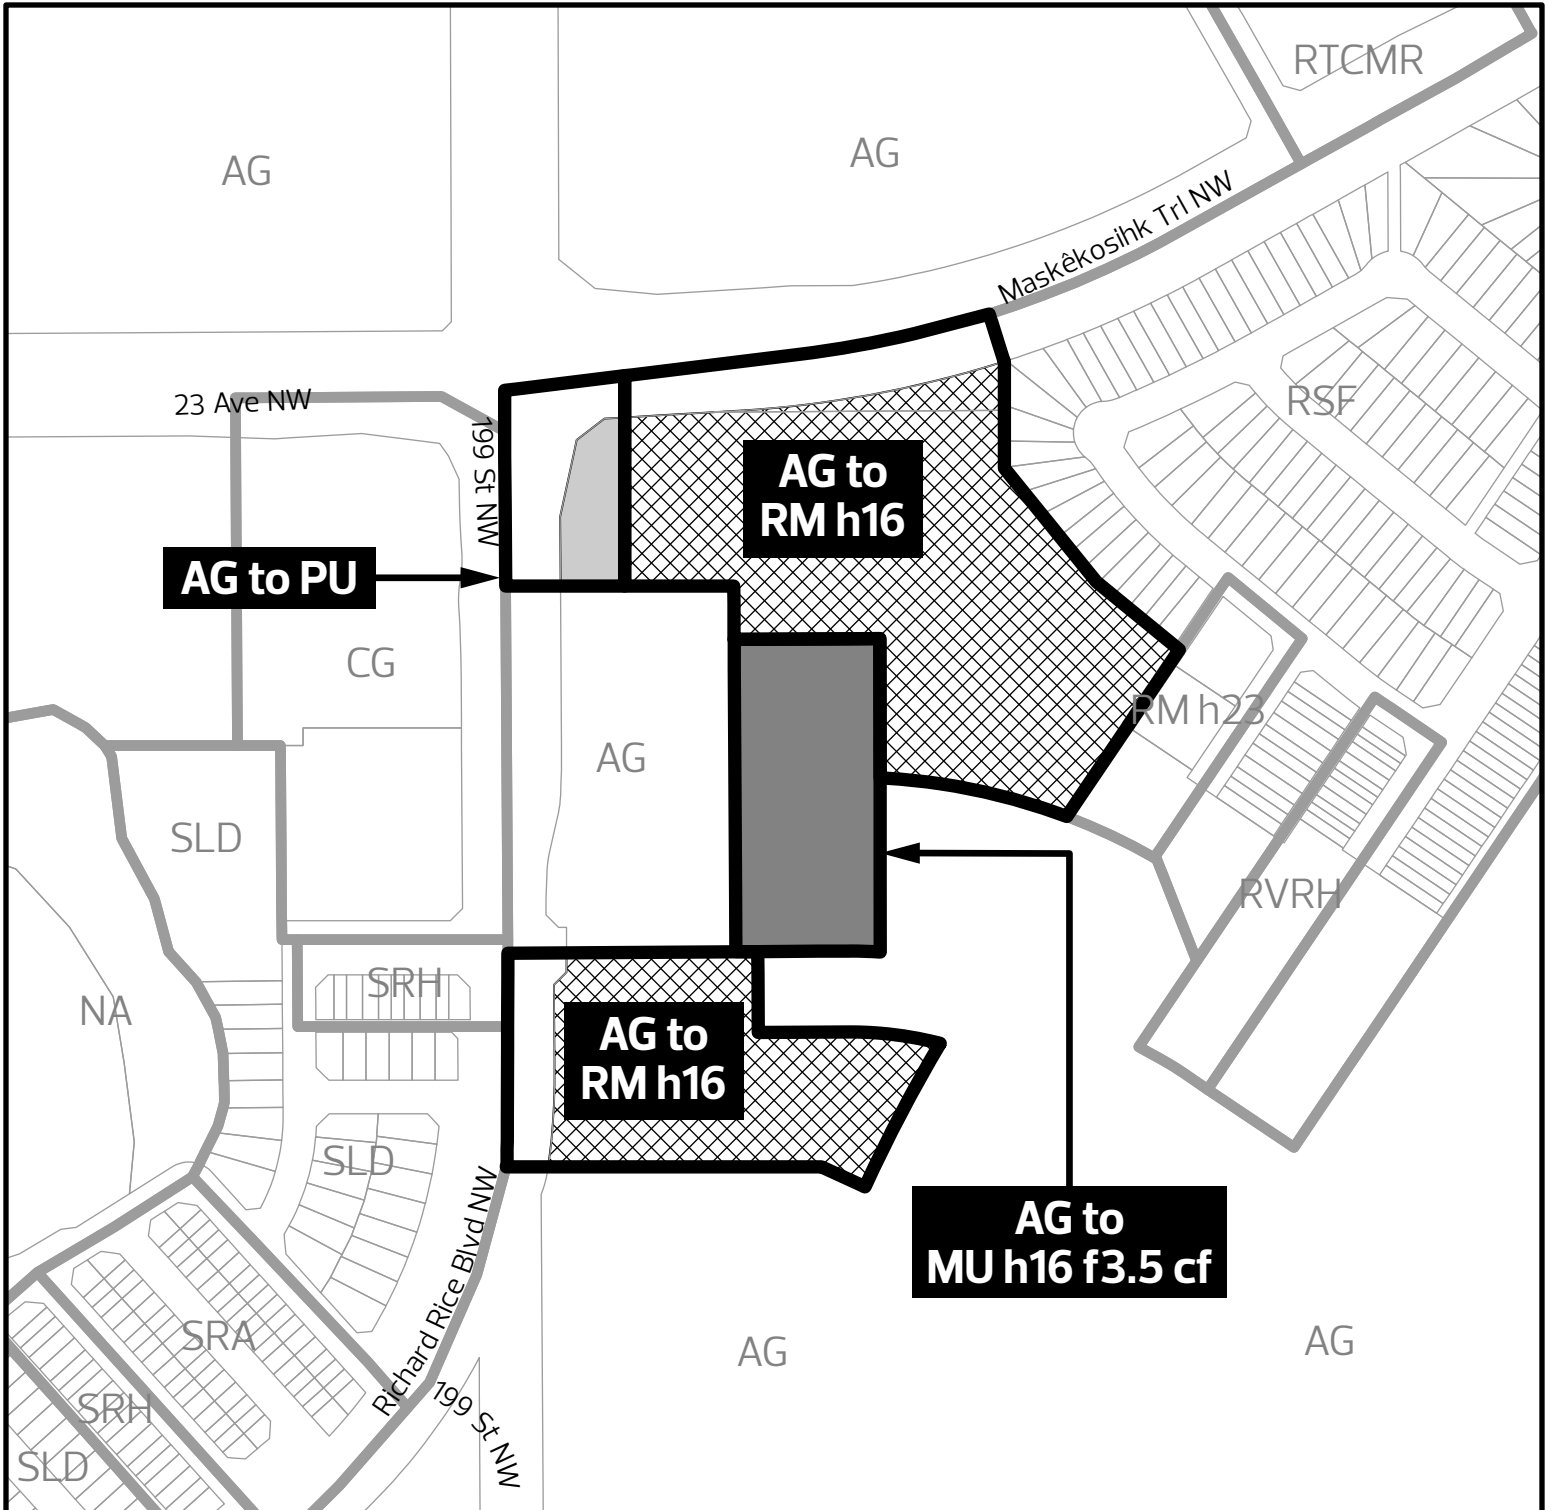 RTCMR
AG
AG
Maskêkosihk Trl NW
23 Ave NW
199 St NW
RSF
AG to
RM h16
AG to PU
CG
RM h23
AG
SLD
RVRH
SRH
NA
AG to
RM h16
SLD
Richard Rice Blvd NW
AG to
MU h16 f3.5 cf
SRA
AG
AG
SRH
199 St NW
SLD